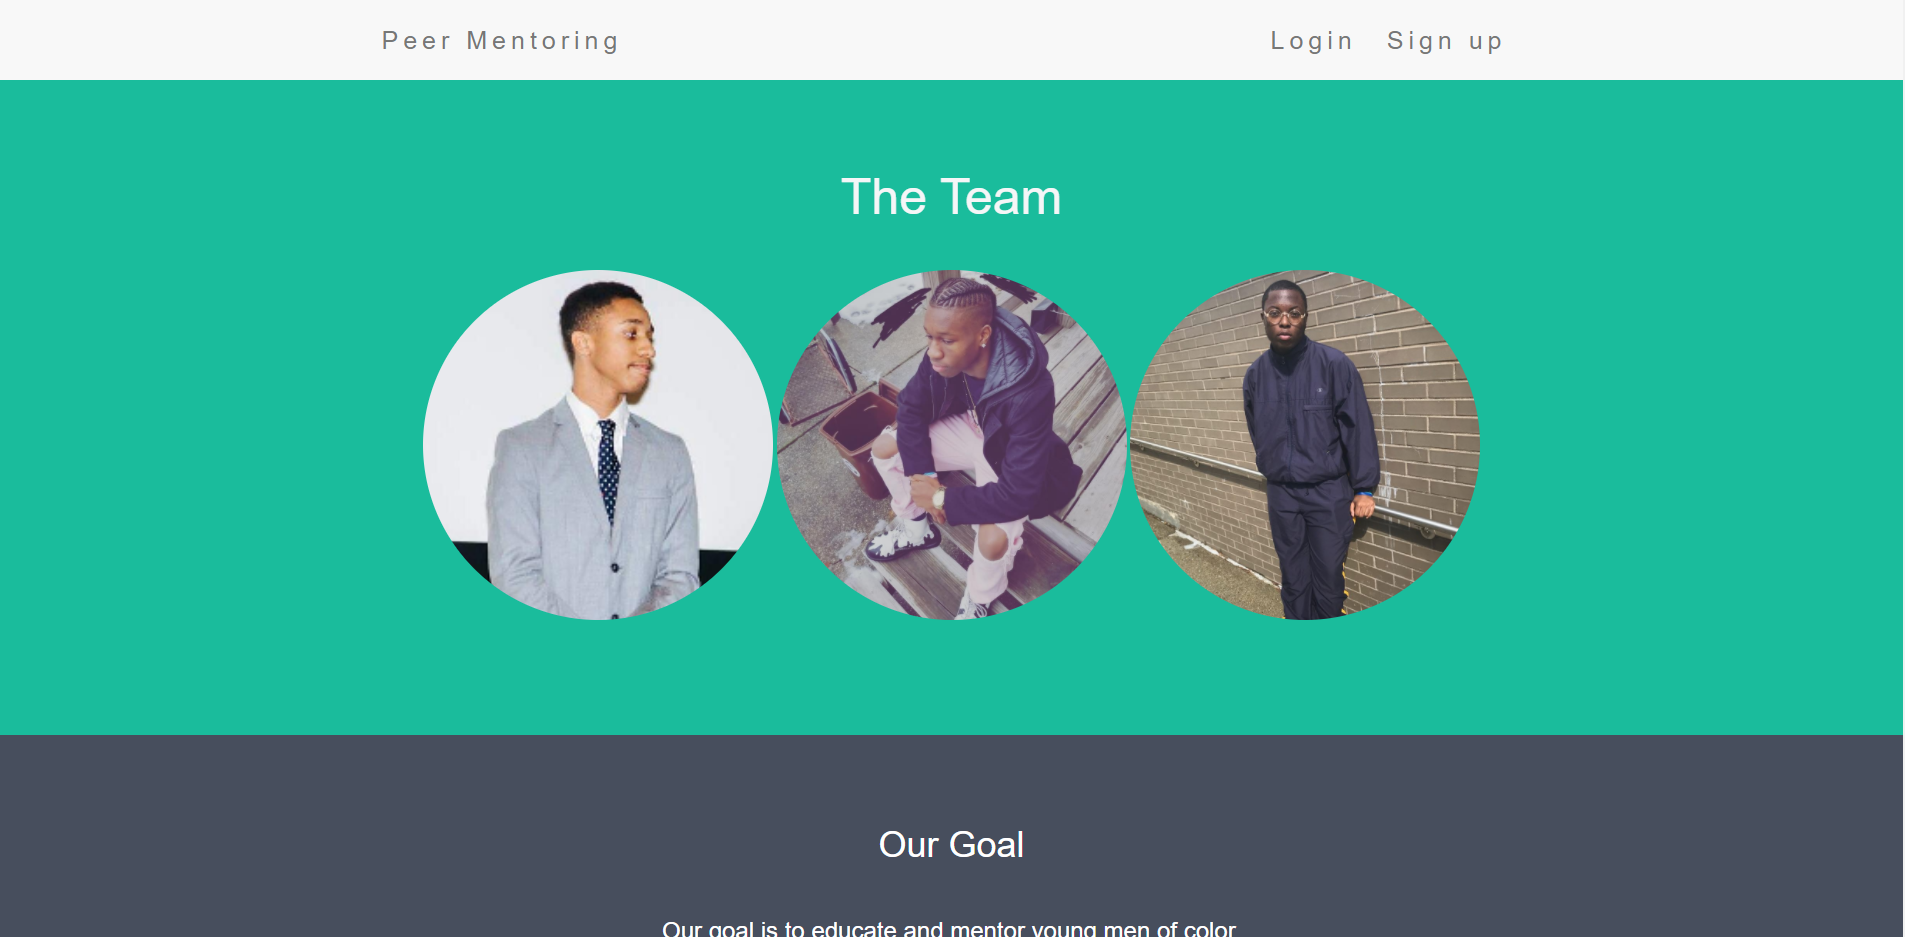 Peer Mentoring Login Sign up
The Team
Our Goal
Our goal is to educate and mentor young men of color